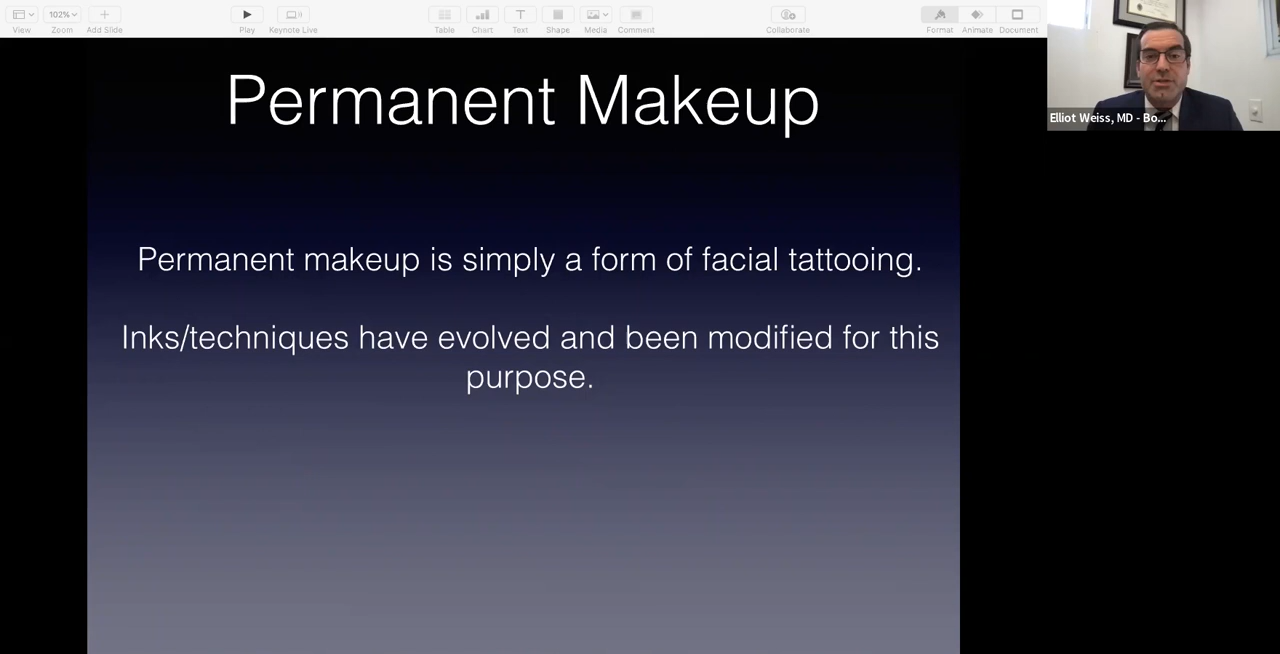 102%
View Zoom Add Slide Play Keynote Live Table Chart Text Shape Media Comment Collaborate Format Animate Document
Elliot Weiss, MD - Bo...
Permanent Makeup
Permanent makeup is simply a form of facial tattooing.
Inks/techniques have evolved and been modified for this
purpose.